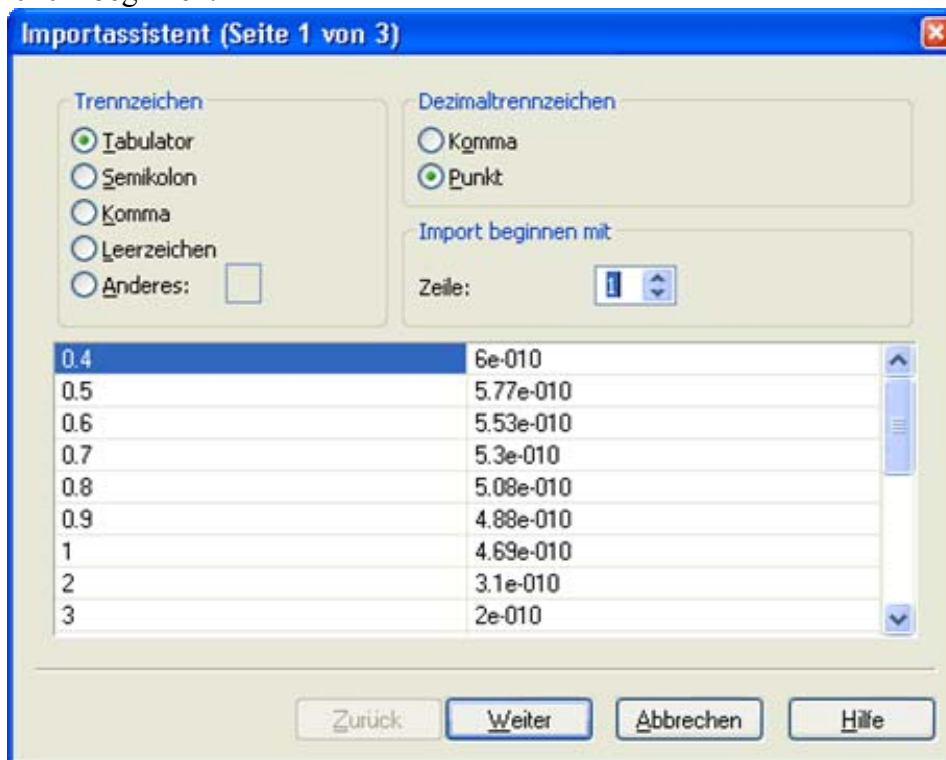 Importassistent (Seite 1 von 3)
Trennzeichen
Tabulator
Semikolon
Komma
Leerzeichen
Anderes:
Dezimaltrennzeichen
Komma
Punkt
Import beginnen mit
Zeile: 1
0.4 6e-010
0.5 5.77e-010
0.6 5.53e-010
0.7 5.3e-010
0.8 5.08e-010
0.9 4.88e-010
1 4.69e-010
2 3.1e-010
3 2e-010
Zurück Weiter Abbrechen Hilfe